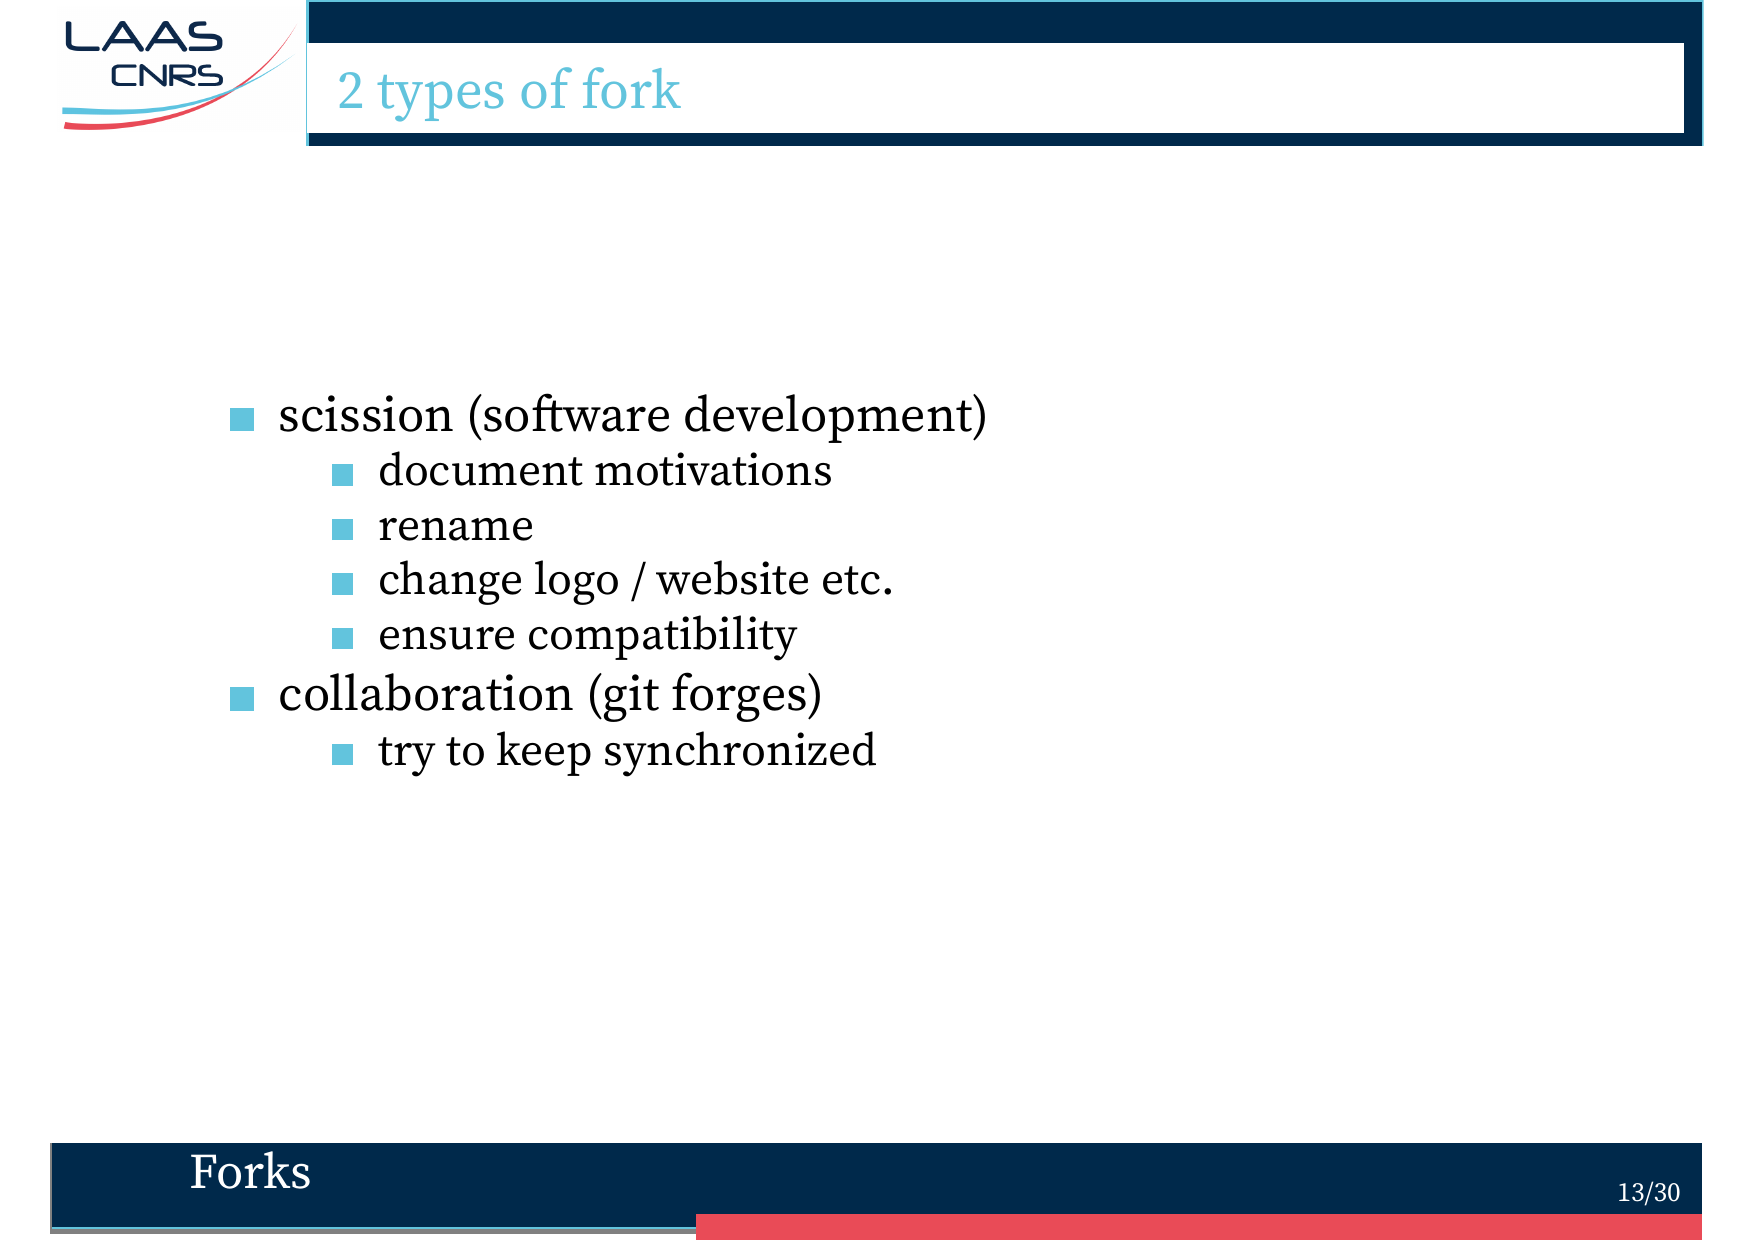 LAAS
CNRS
2 types of fork
scission (software development)
document motivations
rename
change logo / website etc.
ensure compatibility
collaboration (git forges)
try to keep synchronized
Forks
13/30